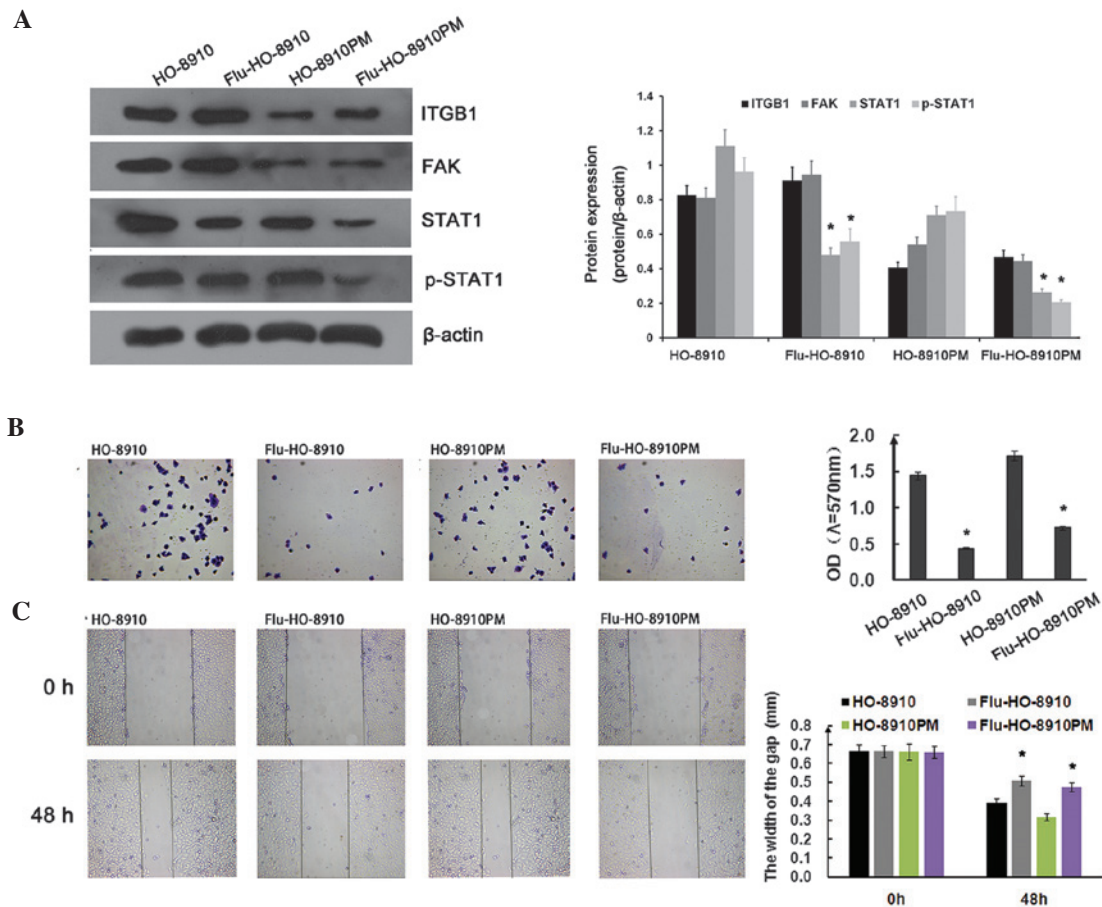 A
HO-8910
Flu-HO-8910
HO-8910PM
Flu-HO-8910PM
ITGB1
FAK
STAT1
p-STAT1
β-actin
ITGB1 FAK STAT1 p-STAT1
Protein expression
(protein/β-actin)
1.4
1.2
1
0.8
0.6
0.4
0.2
0
* *
* *
HO-8910 Flu-HO-8910 HO-8910PM Flu-HO-8910PM
B
HO-8910 Flu-HO-8910 HO-8910PM Flu-HO-8910PM
OD (λ=570nm)
2.0
1.5
1.0
0.5
0.0
*
*
HO-8910
Flu-HO-8910
HO-8910PM
Flu-HO-8910PM
C
HO-8910 Flu-HO-8910 HO-8910PM Flu-HO-8910PM
0 h
48 h
HO-8910 Flu-HO-8910
HO-8910PM Flu-HO-8910PM
The width of the gap (mm)
0.8
0.7
0.6
0.5
0.4
0.3
0.2
0.1
0.0
* *
0h 48h